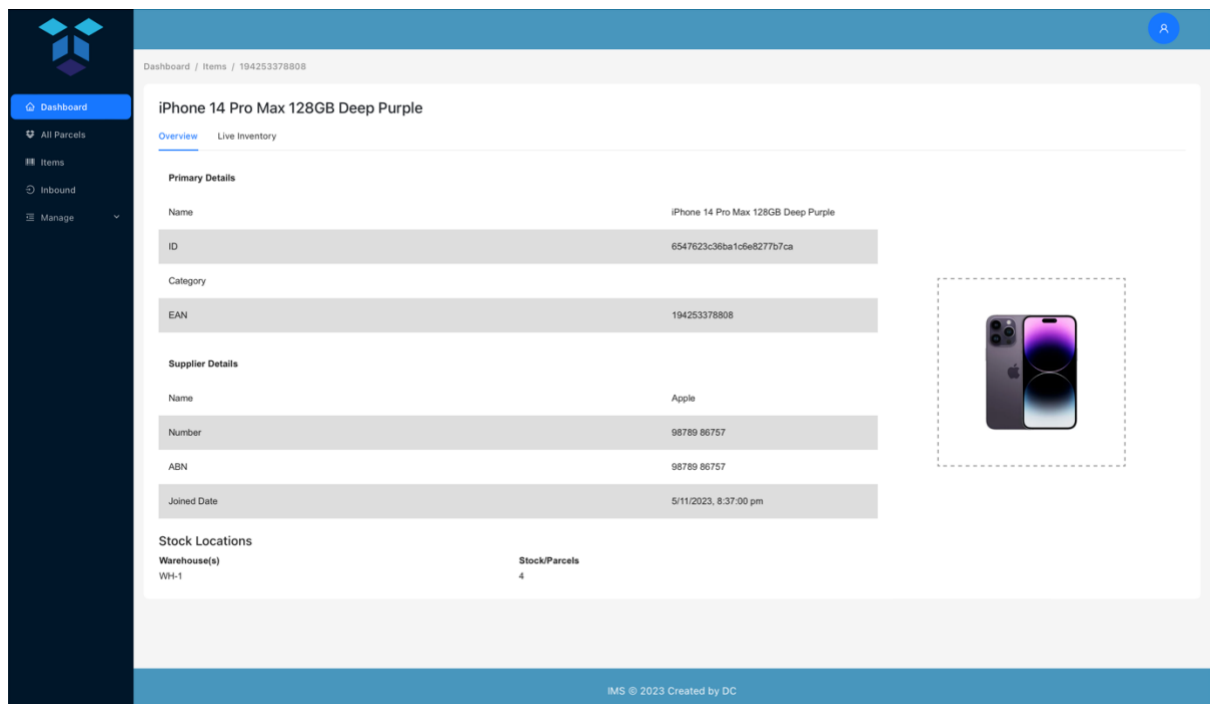 Dashboard / Items / 194253378808
Dashboard
All Parcels
Items
Inbound
Manage
iPhone 14 Pro Max 128GB Deep Purple
Overview Live Inventory
Primary Details
Name iPhone 14 Pro Max 128GB Deep Purple
ID 6547623c36ba1c6e8277b7ca
Category
EAN 194253378808
Supplier Details
Name Apple
Number 98789 86757
ABN 98789 86757
Joined Date 5/11/2023, 8:37:00 pm
Stock Locations
Warehouse(s) Stock/Parcels
WH-1 4
IMS © 2023 Created by DC